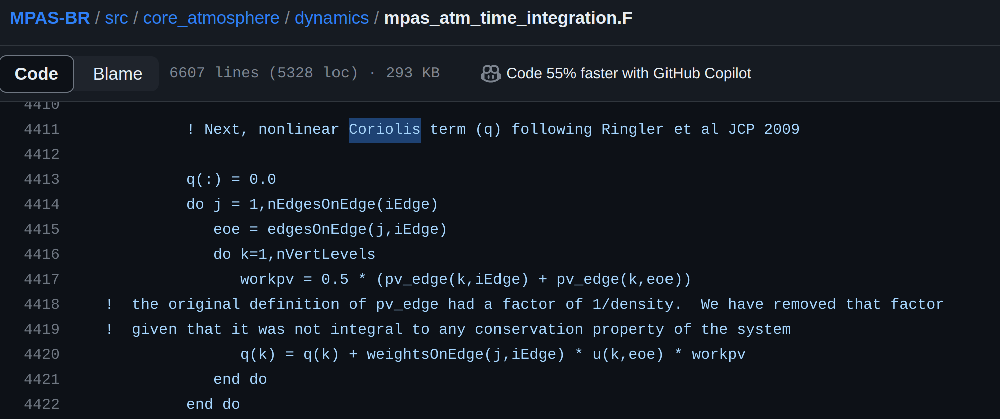 MPAS-BR / src / core_atmosphere / dynamics / mpas_atm_time_integration.F
Code Blame 6607 lines (5328 loc) · 293 KB Code 55% faster with GitHub Copilot
4410
4411 ! Next, nonlinear Coriolis term (q) following Ringler et al JCP 2009
4412
4413 q(:) = 0.0
4414 do j = 1,nEdgesOnEdge(iEdge)
4415 eoe = edgesOnEdge(j,iEdge)
4416 do k=1,nVertLevels
4417 workpv = 0.5 * (pv_edge(k,iEdge) + pv_edge(k,eoe))
4418 ! the original definition of pv_edge had a factor of 1/density. We have removed that factor
4419 ! given that it was not integral to any conservation property of the system
4420 q(k) = q(k) + weightsOnEdge(j,iEdge) * u(k,eoe) * workpv
4421 end do
4422 end do